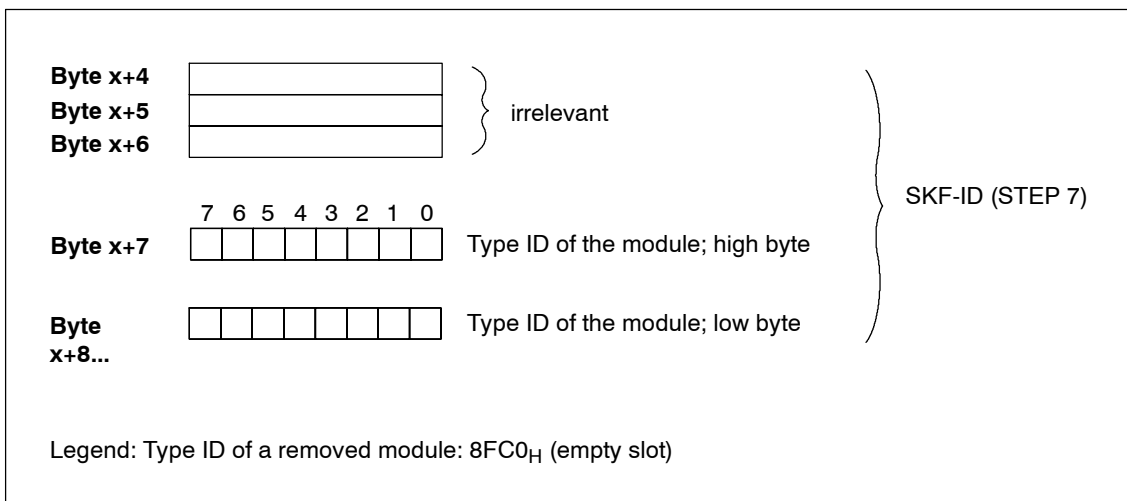 Byte x+4
Byte x+5
Byte x+6
irrelevant
SKF-ID (STEP 7)
7 6 5 4 3 2 1 0
Byte x+7 Type ID of the module; high byte
Byte Type ID of the module; low byte
x+8...
Legend: Type ID of a removed module: 8FC0H (empty slot)